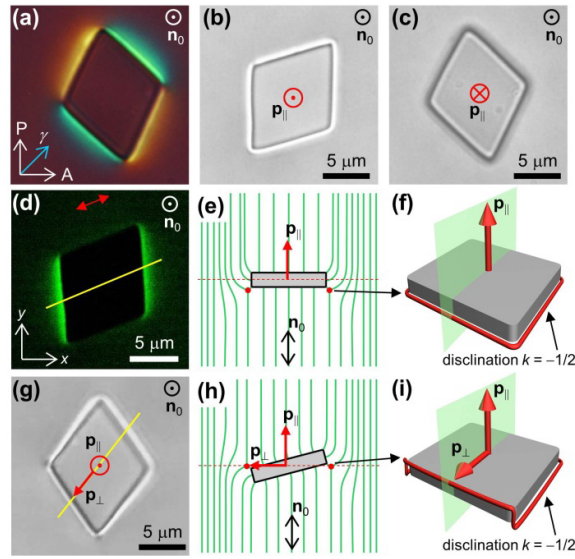 (a)
n₀
P
γ
A
(b)
n₀
p||
5 μm
(c)
n₀
p||
5 μm
(d)
n₀
y
x
5 μm
(e)
p||
n₀
(f)
p||
disclination k = −1/2
(g)
n₀
p||
p⊥
5 μm
(h)
p||
p⊥
n₀
(i)
p||
p⊥
disclination k = −1/2